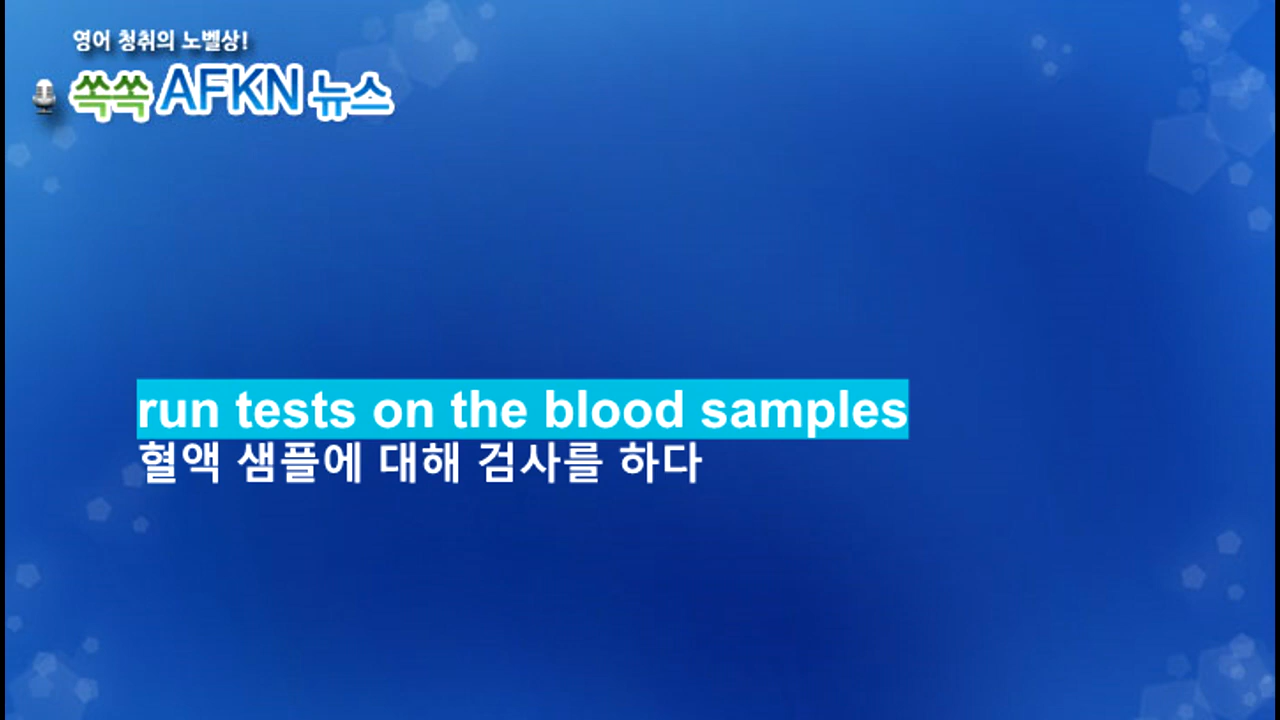 영어 청취의 노벨상!
쏙쏙 AFKN 뉴스
run tests on the blood samples
혈액 샘플에 대해 검사를 하다